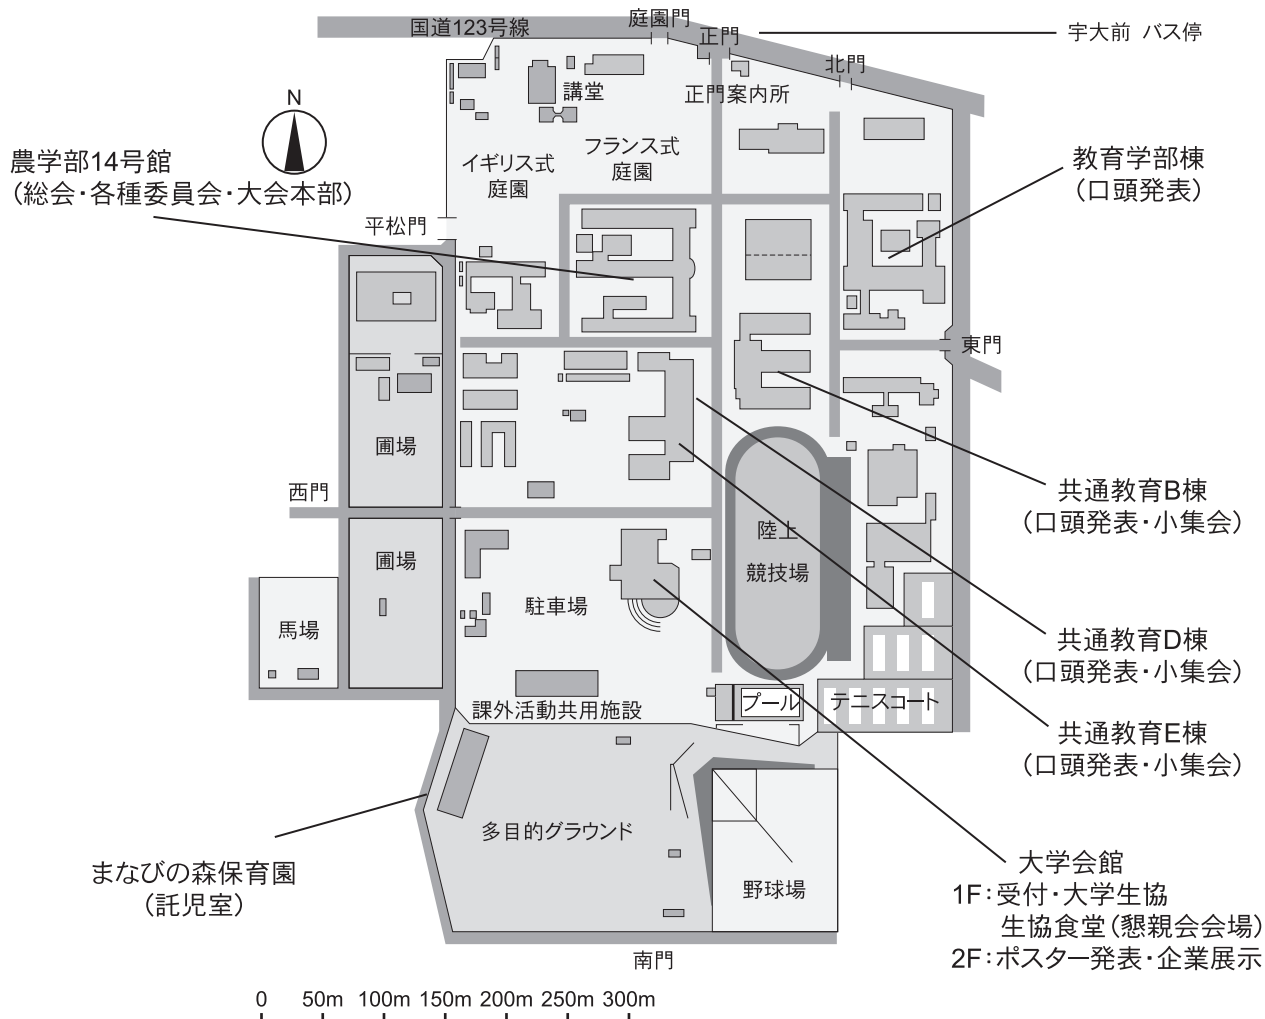 国道123号線
庭園門
正門
宇大前 バス停
北門
講堂
正門案内所
N
農学部14号館
（総会・各種委員会・大会本部）
イギリス式
庭園
フランス式
庭園
教育学部棟
（口頭発表）
平松門
東門
圃場
西門
共通教育B棟
（口頭発表・小集会）
陸上
競技場
圃場
駐車場
馬場
共通教育D棟
（口頭発表・小集会）
課外活動共用施設
プール
テニスコート
共通教育E棟
（口頭発表・小集会）
多目的グラウンド
まなびの森保育園
（託児室）
野球場
大学会館
1F：受付・大学生協
生協食堂（懇親会会場）
2F：ポスター発表・企業展示
南門
0 50m 100m 150m 200m 250m 300m